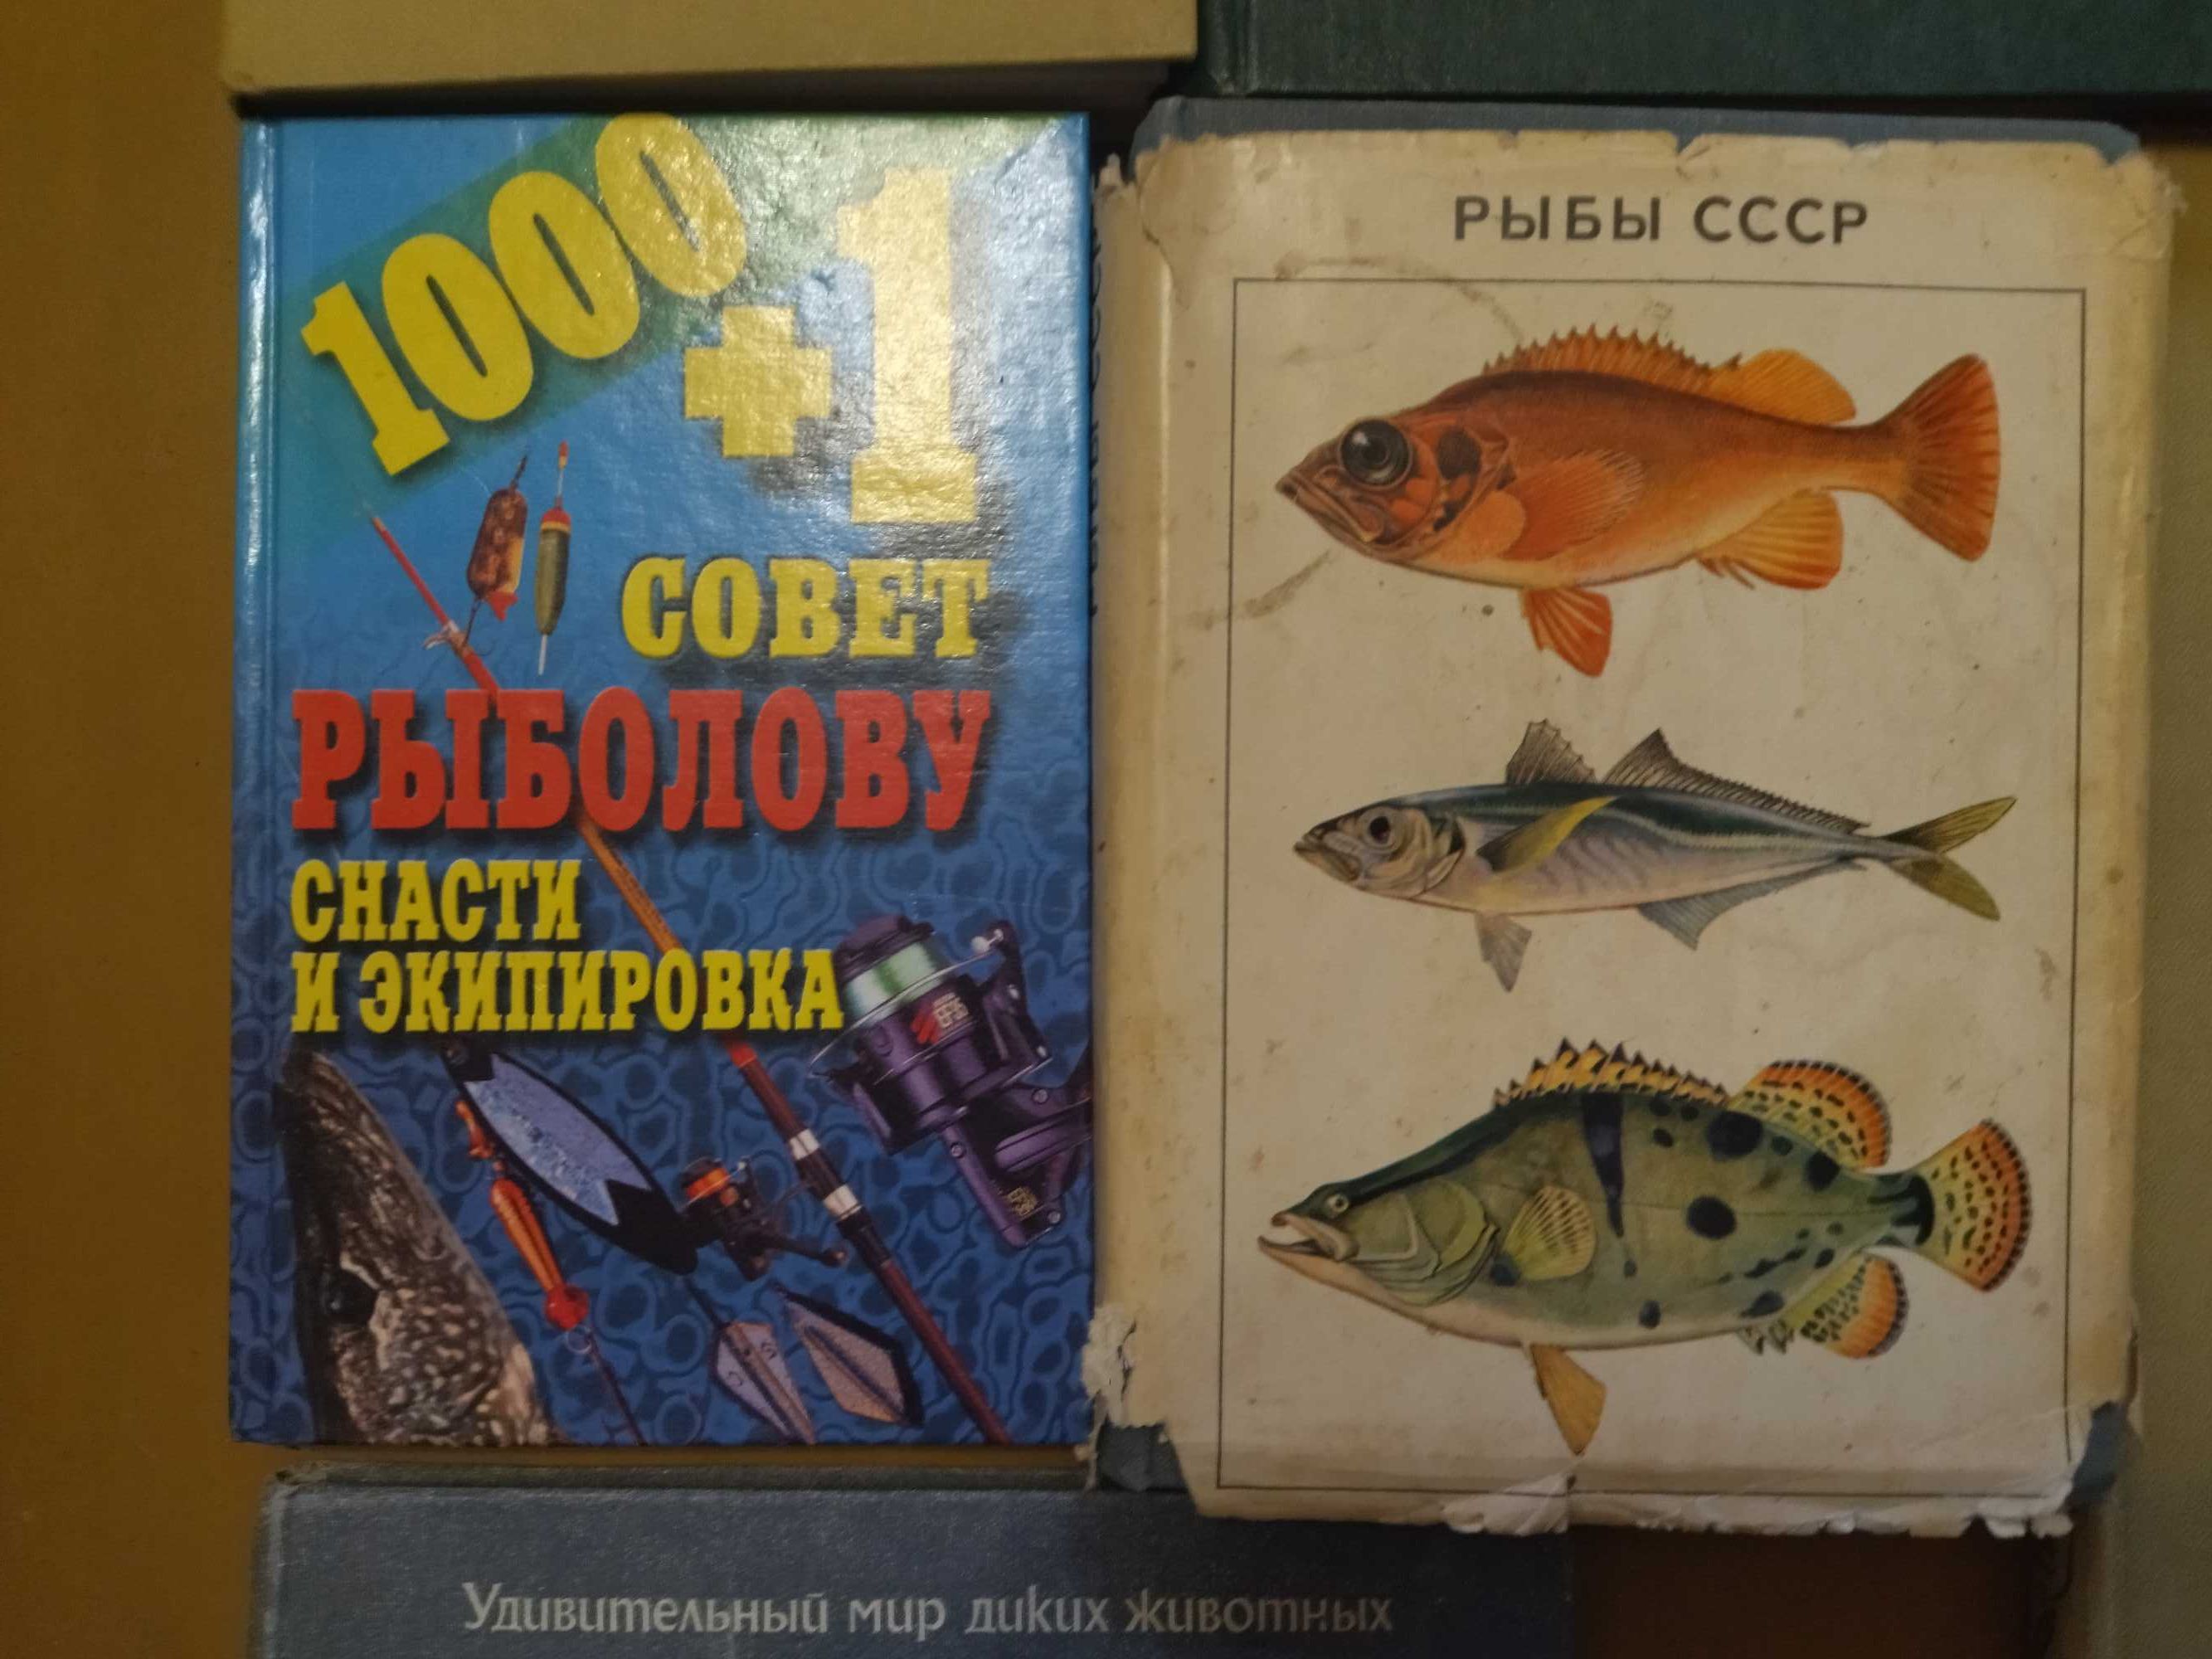 1000
+1
СОВЕТ
РЫБОЛОВУ
СНАСТИ
И ЭКИПИРОВКА
РЫБЫ СССР
Удивительный мир диких животных